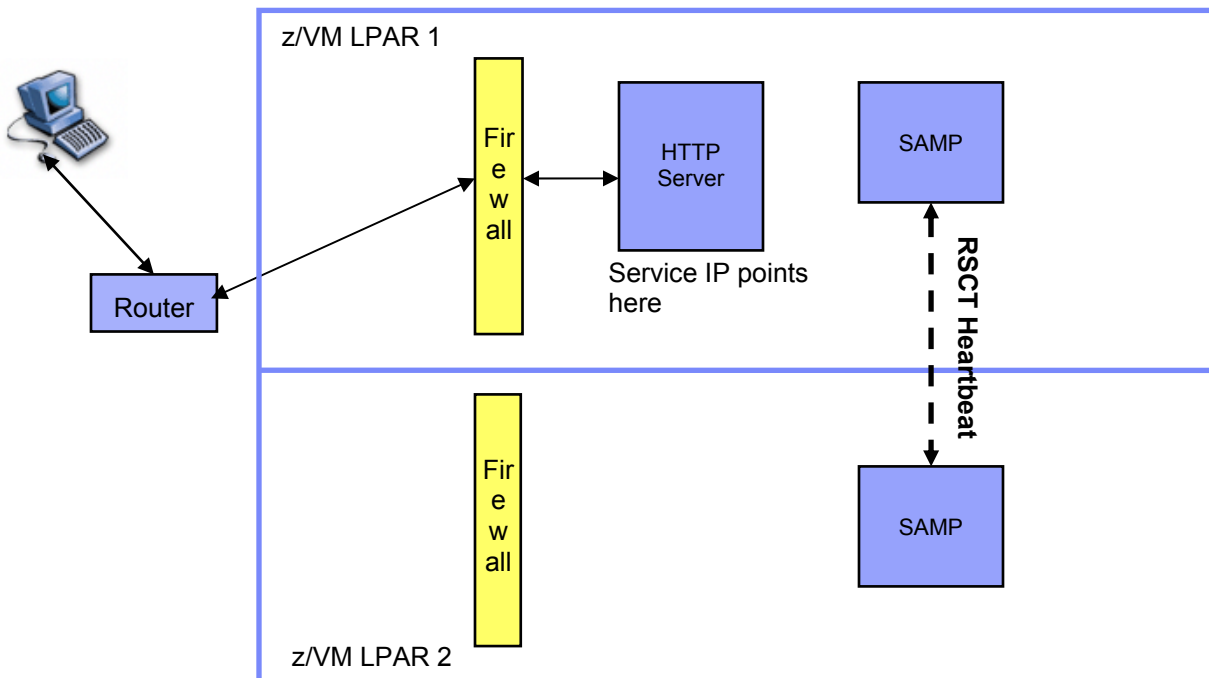 z/VM LPAR 1
Fir
e
w
all
HTTP
Server
SAMP
Service IP points
here
Router
RSCT Heartbeat
Fir
e
w
all
SAMP
z/VM LPAR 2